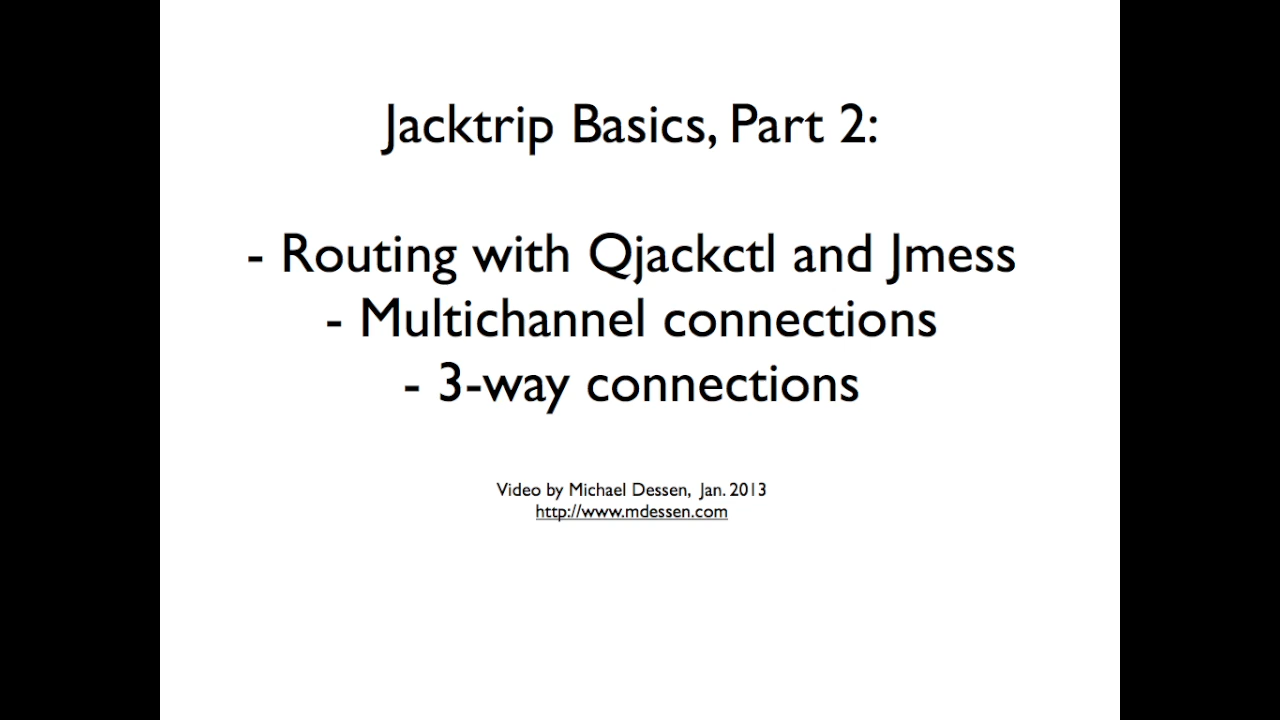 Jacktrip Basics, Part 2:
- Routing with Qjackctl and Jmess
- Multichannel connections
- 3-way connections
Video by Michael Dessen, Jan. 2013
http://www.mdessen.com